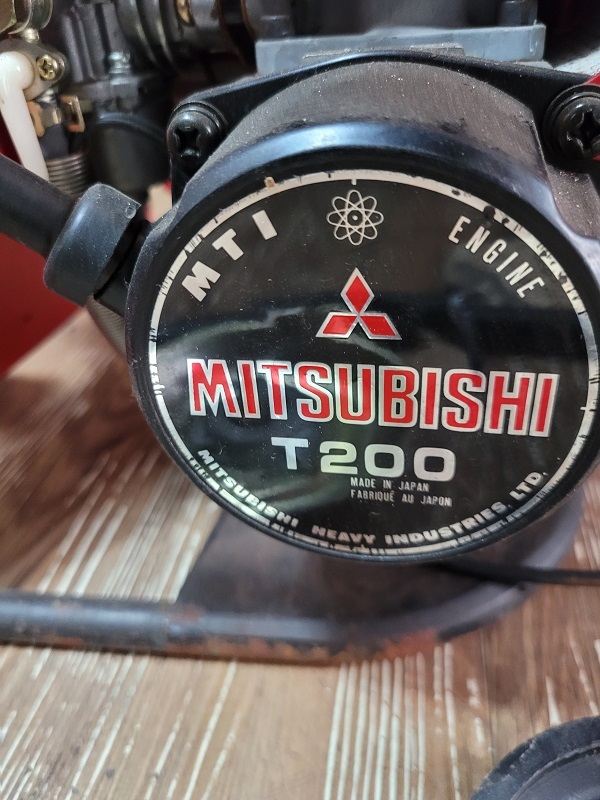 MTI
ENGINE
MITSUBISHI
T200
MADE IN JAPAN
FABRIQUÉ AU JAPON
MITSUBISHI HEAVY INDUSTRIES, LTD.